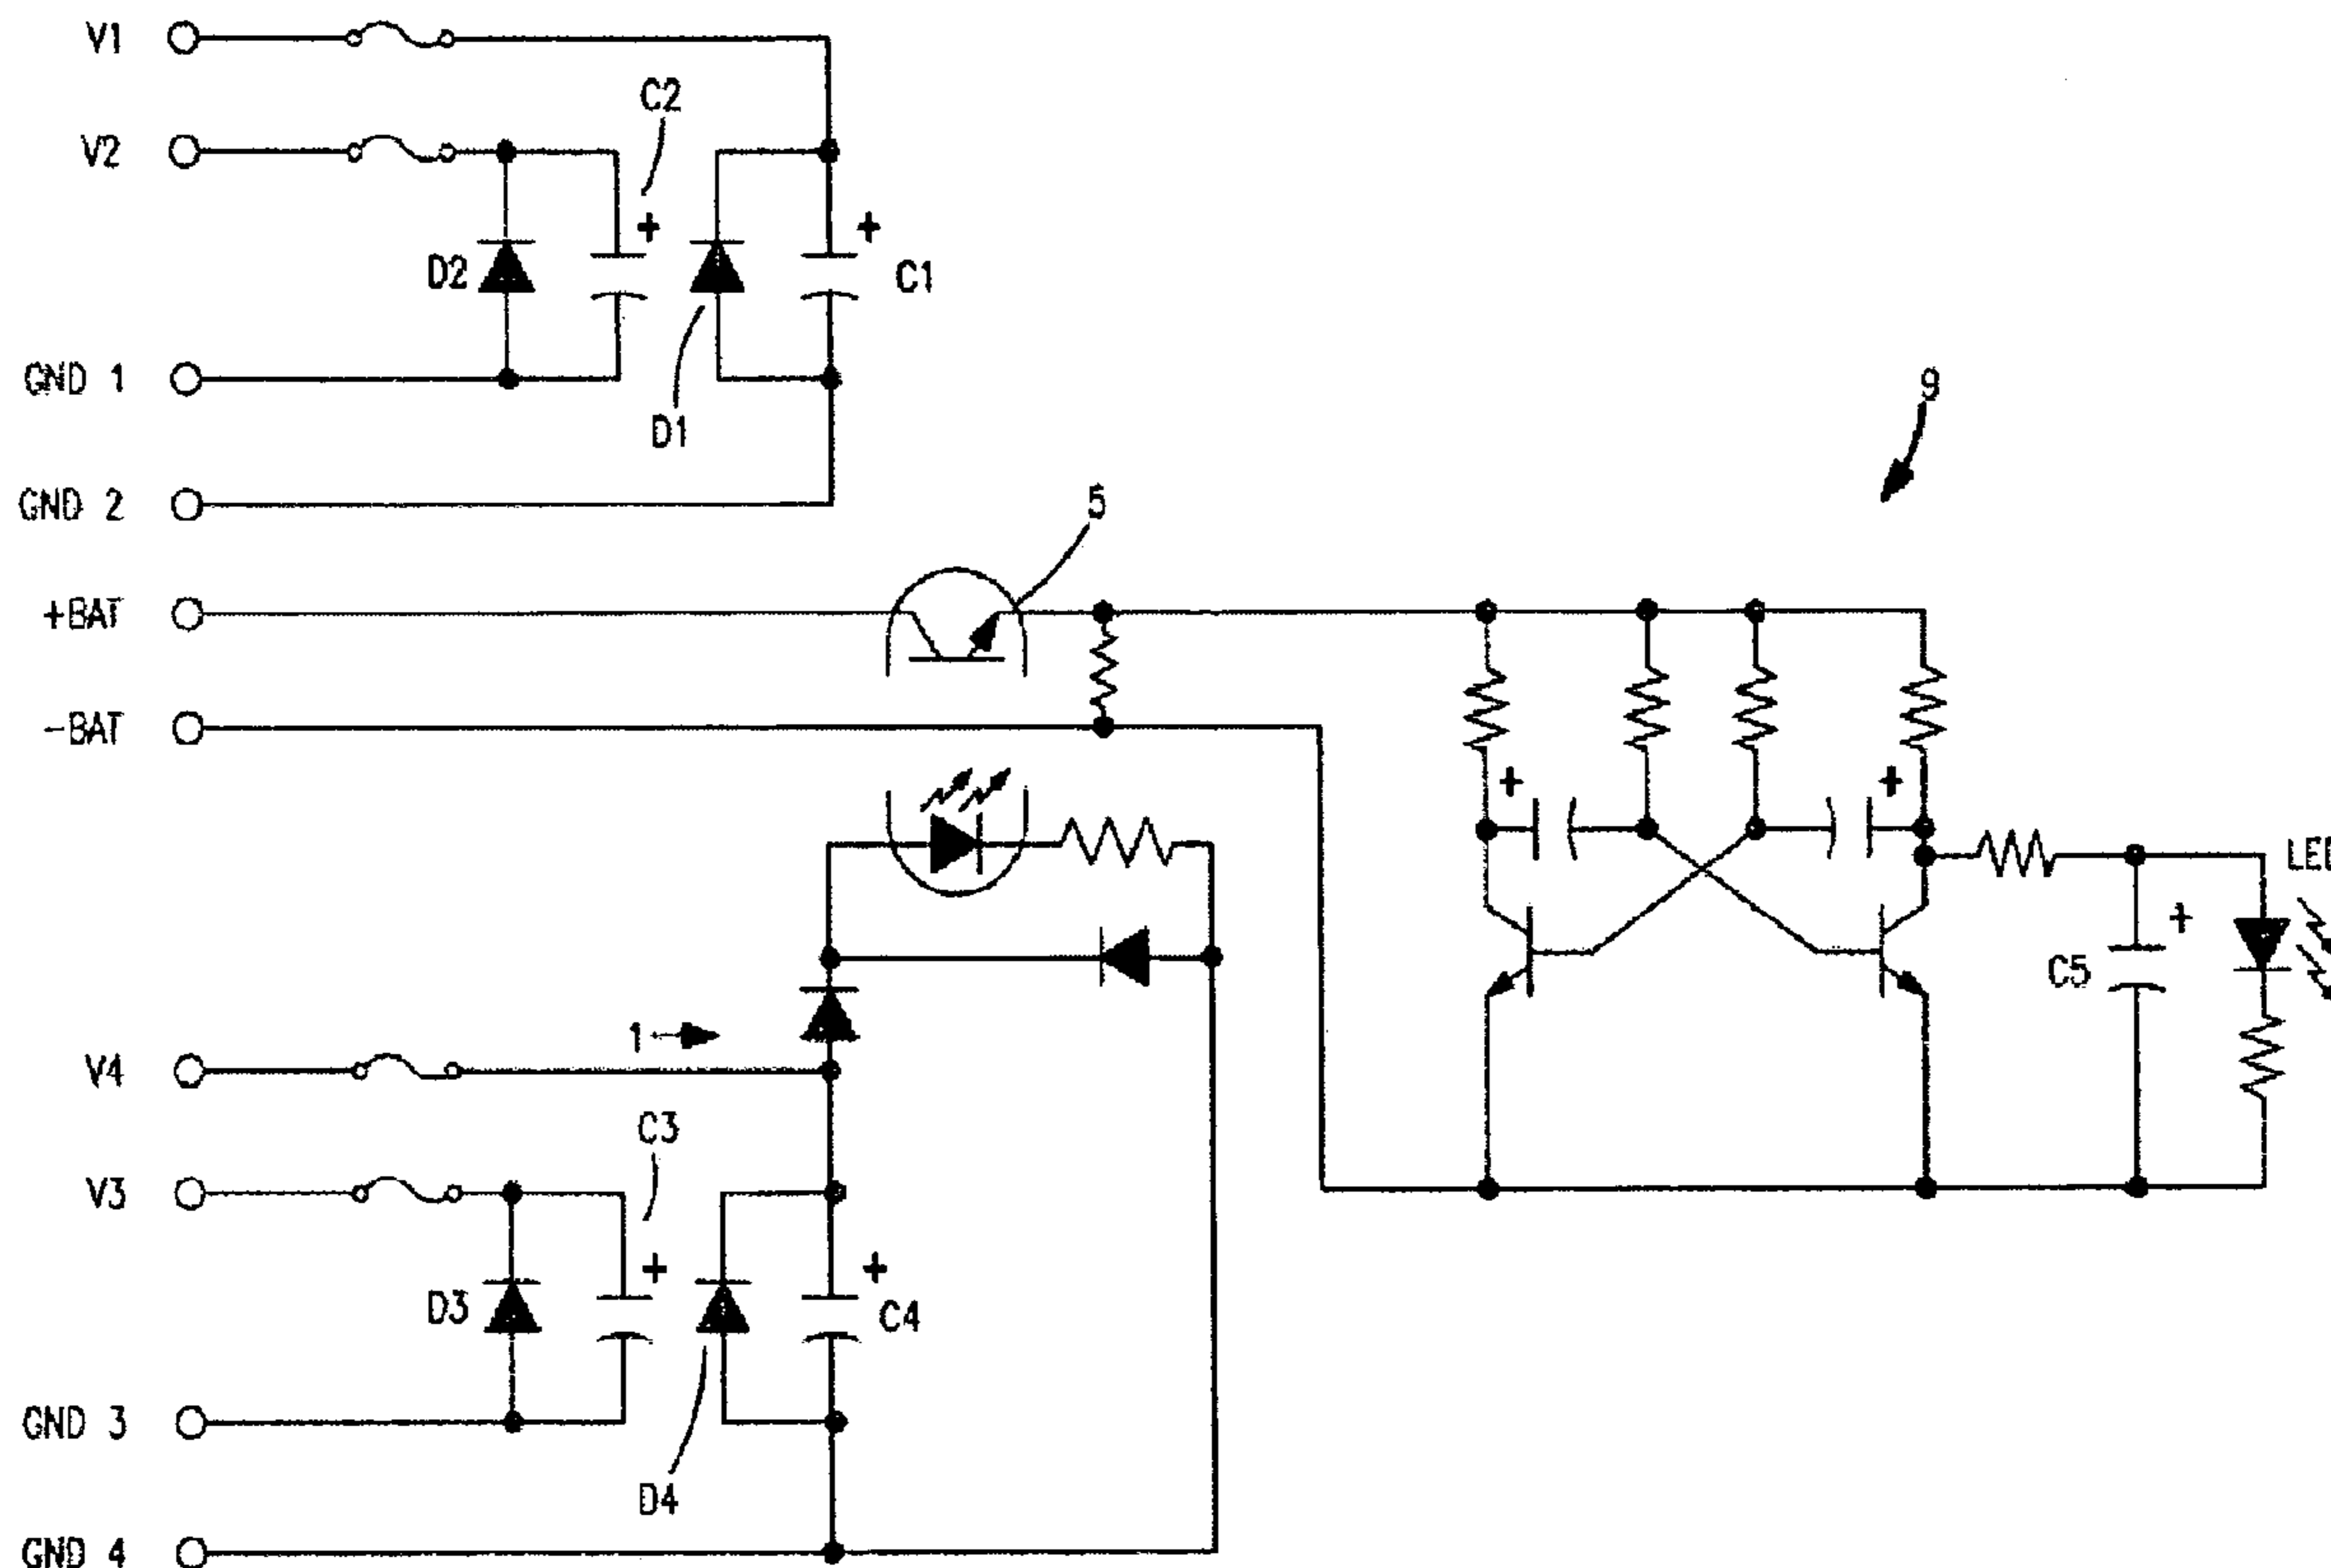 V1
C2
V2
+
+
D2
C1
GND 1
D1
9
GND 2
5
+BAT
-BAT
+
+
LED
+
C5
1
V4
C3
V3
+
+
D3
C4
GND 3
D4
GND 4